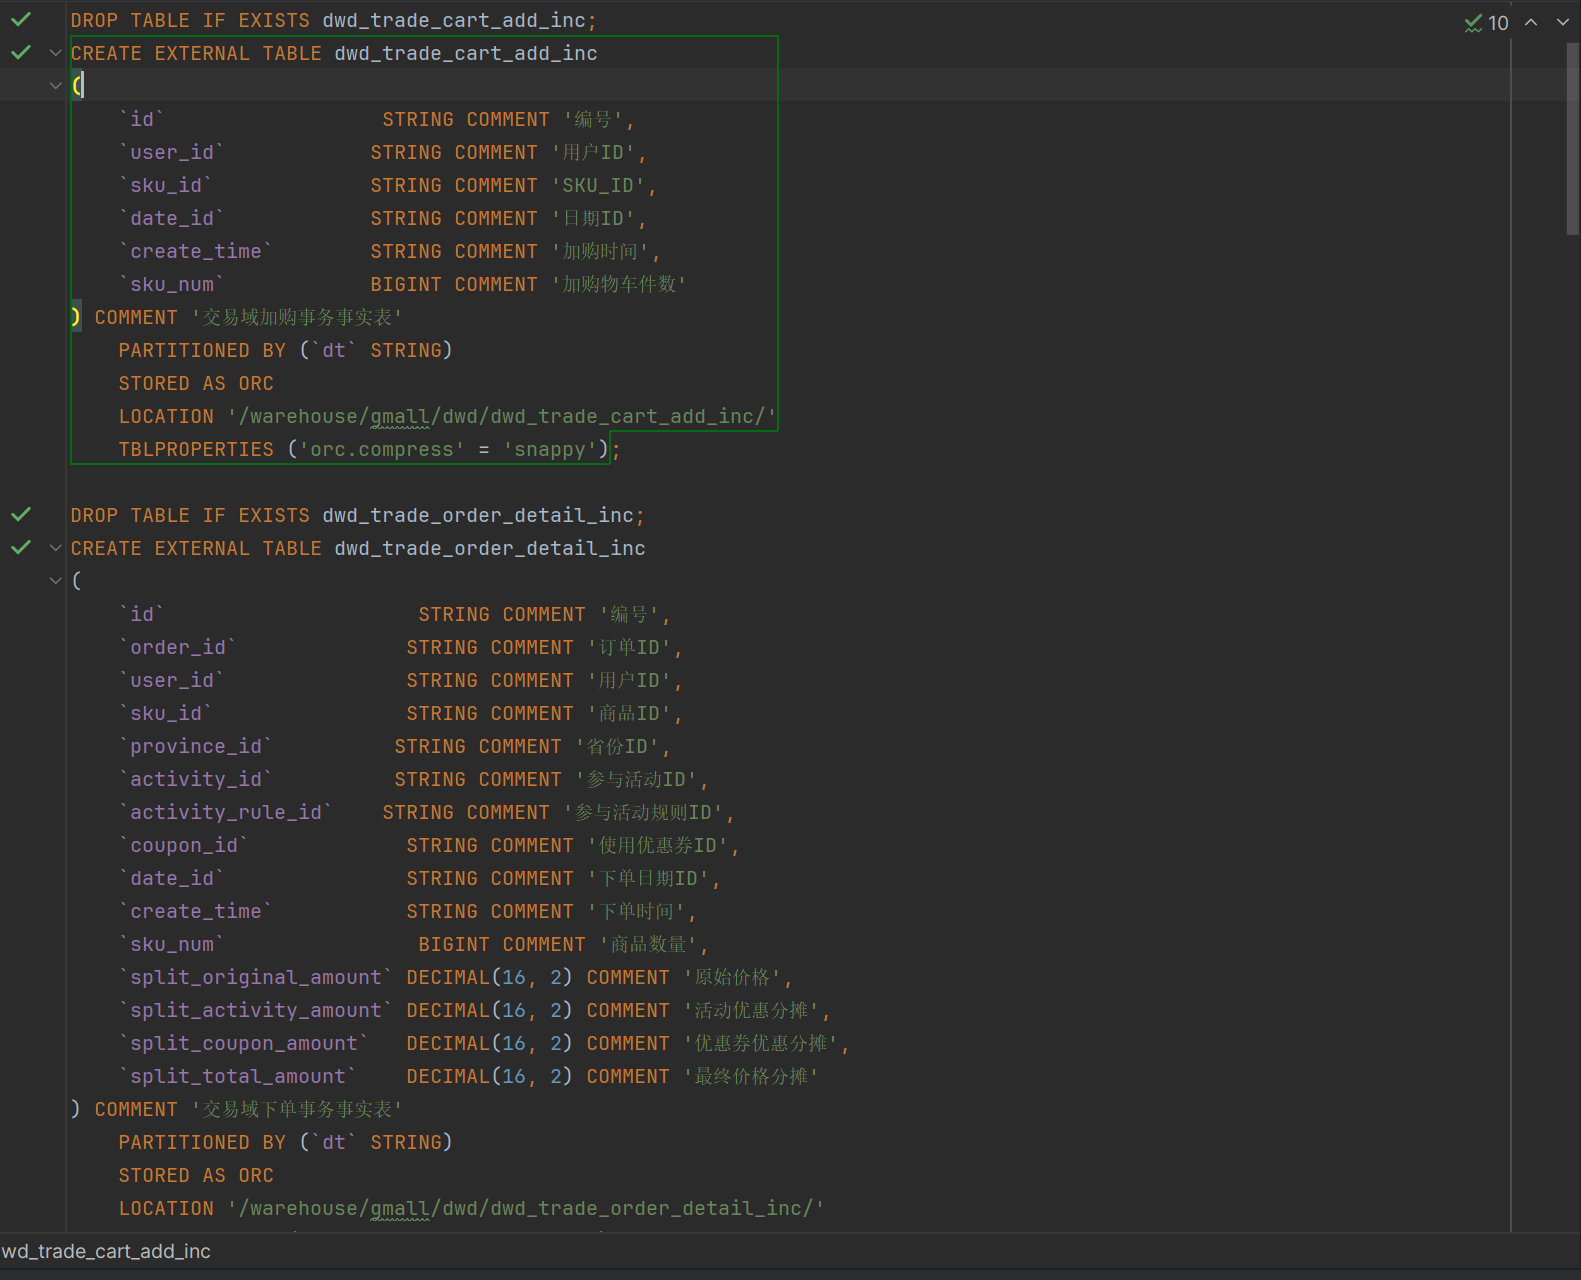 DROP TABLE IF EXISTS dwd_trade_cart_add_inc;
10
CREATE EXTERNAL TABLE dwd_trade_cart_add_inc
(
`id` STRING COMMENT '编号',
`user_id` STRING COMMENT '用户ID',
`sku_id` STRING COMMENT 'SKU_ID',
`date_id` STRING COMMENT '日期ID',
`create_time` STRING COMMENT '加购时间',
`sku_num` BIGINT COMMENT '加购物车件数'
) COMMENT '交易域加购事务事实表'
PARTITIONED BY (`dt` STRING)
STORED AS ORC
LOCATION '/warehouse/gmall/dwd/dwd_trade_cart_add_inc/'
TBLPROPERTIES ('orc.compress' = 'snappy');
DROP TABLE IF EXISTS dwd_trade_order_detail_inc;
CREATE EXTERNAL TABLE dwd_trade_order_detail_inc
(
`id` STRING COMMENT '编号',
`order_id` STRING COMMENT '订单ID',
`user_id` STRING COMMENT '用户ID',
`sku_id` STRING COMMENT '商品ID',
`province_id` STRING COMMENT '省份ID',
`activity_id` STRING COMMENT '参与活动ID',
`activity_rule_id` STRING COMMENT '参与活动规则ID',
`coupon_id` STRING COMMENT '使用优惠券ID',
`date_id` STRING COMMENT '下单日期ID',
`create_time` STRING COMMENT '下单时间',
`sku_num` BIGINT COMMENT '商品数量',
`split_original_amount` DECIMAL(16, 2) COMMENT '原始价格',
`split_activity_amount` DECIMAL(16, 2) COMMENT '活动优惠分摊',
`split_coupon_amount` DECIMAL(16, 2) COMMENT '优惠券优惠分摊',
`split_total_amount` DECIMAL(16, 2) COMMENT '最终价格分摊'
) COMMENT '交易域下单事务事实表'
PARTITIONED BY (`dt` STRING)
STORED AS ORC
LOCATION '/warehouse/gmall/dwd/dwd_trade_order_detail_inc/'
wd_trade_cart_add_inc